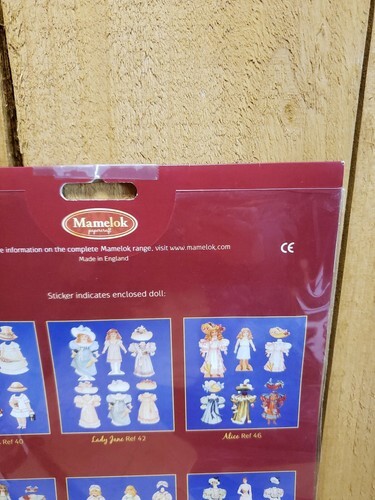 Mamelok
papercraft
e information on the complete Mamelok range, visit www.mamelok.com
CE
Made in England
Sticker indicates enclosed doll:
Ref 40
Lady Jane Ref 42
Alice Ref 46